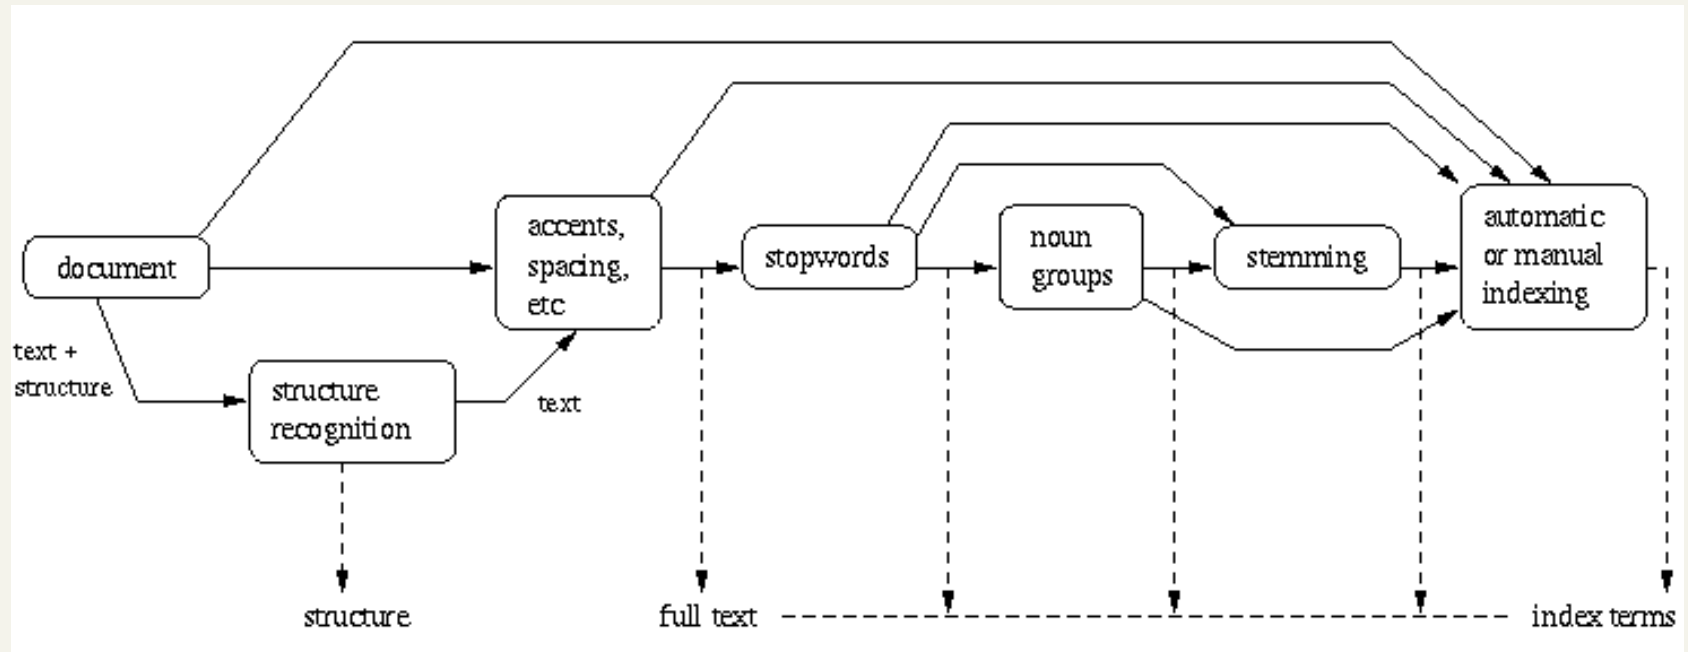 document
text +
structure
structure
recognition
text
accents,
spacing,
etc
stopwords
noun
groups
stemming
automatic
or manual
indexing
structure
full text
index terms